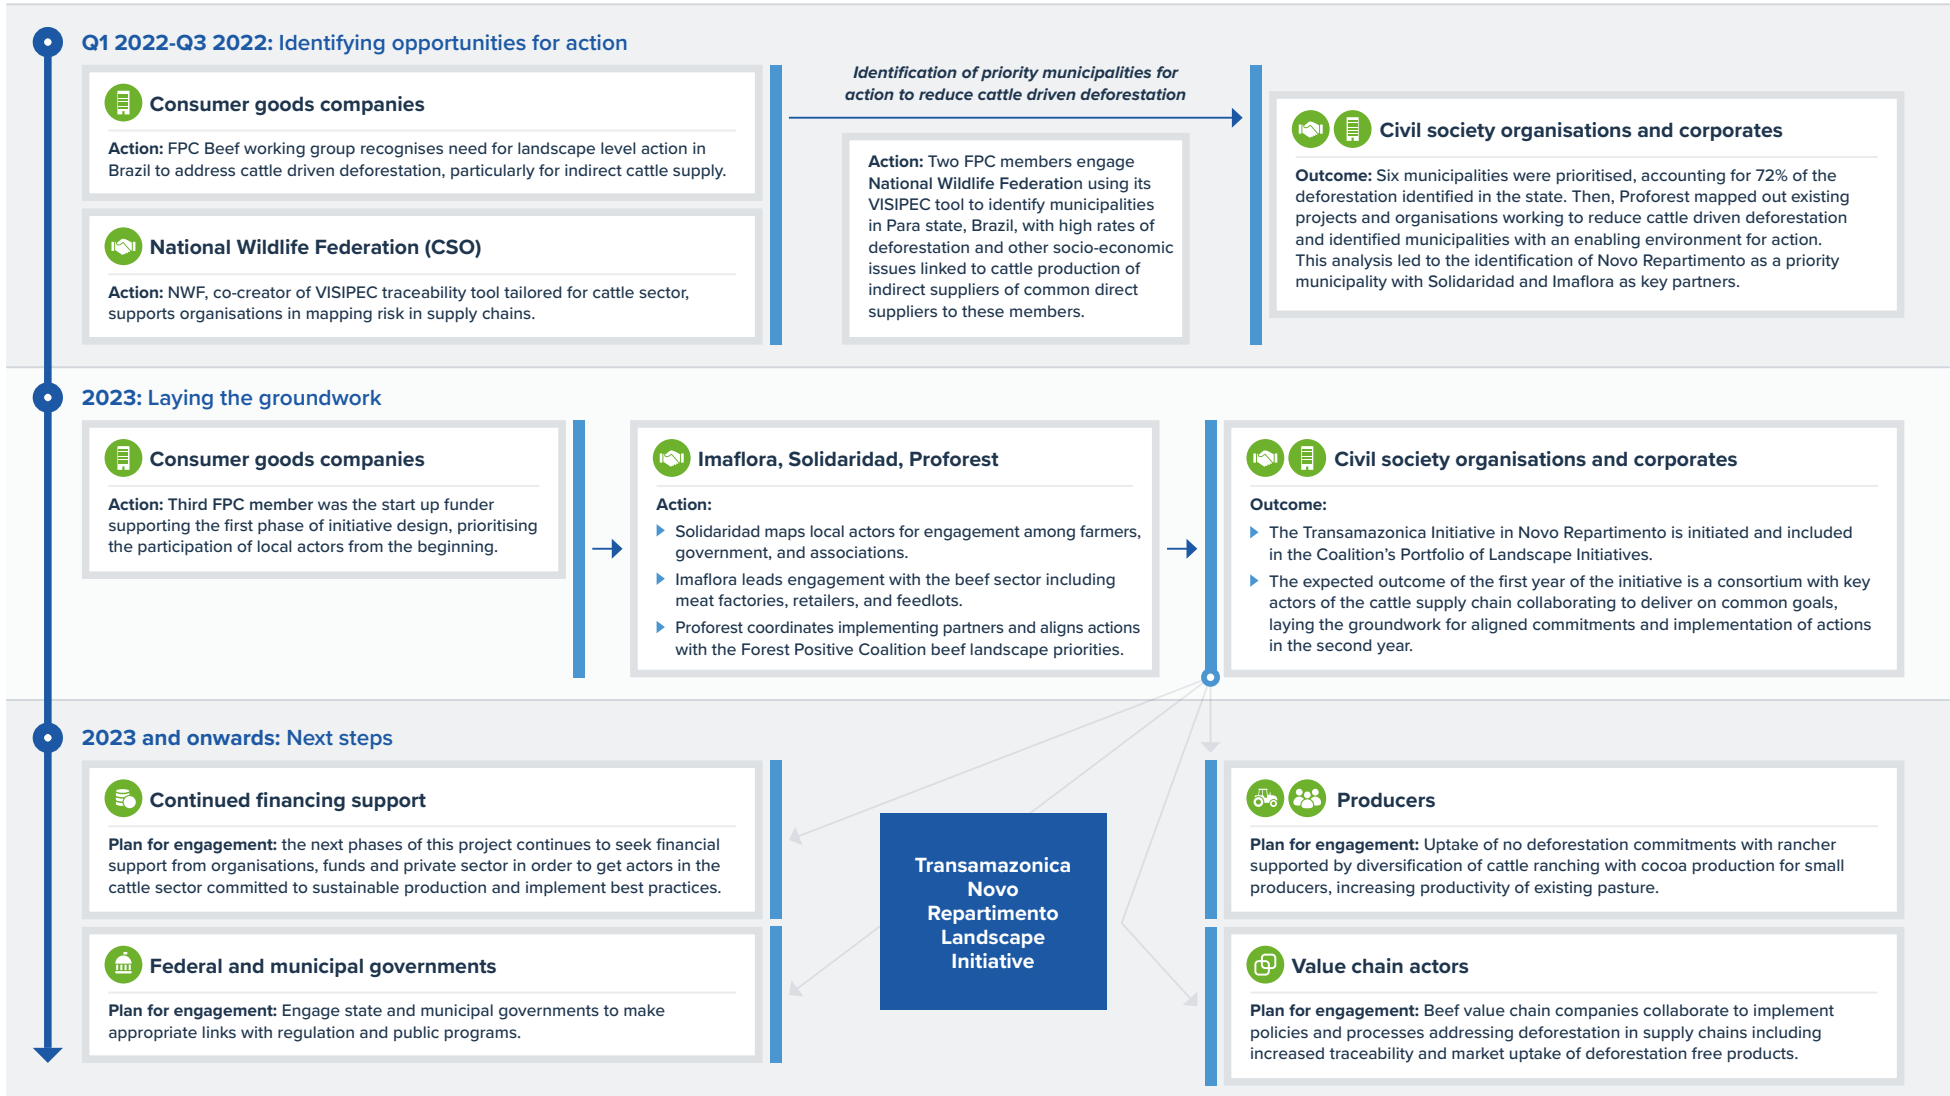 Q1 2022-Q3 2022: Identifying opportunities for action
Consumer goods companies
Action: FPC Beef working group recognises need for landscape level action in
Brazil to address cattle driven deforestation, particularly for indirect cattle supply.
National Wildlife Federation (CSO)
Action: NWF, co-creator of VISIPEC traceability tool tailored for cattle sector,
supports organisations in mapping risk in supply chains.
Identification of priority municipalities for
action to reduce cattle driven deforestation
Action: Two FPC members engage
National Wildlife Federation using its
VISIPEC tool to identify municipalities
in Para state, Brazil, with high rates of
deforestation and other socio-economic
issues linked to cattle production of
indirect suppliers of common direct
suppliers to these members.
Civil society organisations and corporates
Outcome: Six municipalities were prioritised, accounting for 72% of the
deforestation identified in the state. Then, Proforest mapped out existing
projects and organisations working to reduce cattle driven deforestation
and identified municipalities with an enabling environment for action.
This analysis led to the identification of Novo Repartimento as a priority
municipality with Solidaridad and Imaflora as key partners.
2023: Laying the groundwork
Consumer goods companies
Action: Third FPC member was the start up funder
supporting the first phase of initiative design, prioritising
the participation of local actors from the beginning.
Imaflora, Solidaridad, Proforest
Action:
Solidaridad maps local actors for engagement among farmers,
government, and associations.
Imaflora leads engagement with the beef sector including
meat factories, retailers, and feedlots.
Proforest coordinates implementing partners and aligns actions
with the Forest Positive Coalition beef landscape priorities.
Civil society organisations and corporates
Outcome:
The Transamazonica Initiative in Novo Repartimento is initiated and included
in the Coalition's Portfolio of Landscape Initiatives.
The expected outcome of the first year of the initiative is a consortium with key
actors of the cattle supply chain collaborating to deliver on common goals,
laying the groundwork for aligned commitments and implementation of actions
in the second year.
2023 and onwards: Next steps
Continued financing support
Plan for engagement: the next phases of this project continues to seek financial
support from organisations, funds and private sector in order to get actors in the
cattle sector committed to sustainable production and implement best practices.
Federal and municipal governments
Plan for engagement: Engage state and municipal governments to make
appropriate links with regulation and public programs.
Transamazonica
Novo
Repartimento
Landscape
Initiative
Producers
Plan for engagement: Uptake of no deforestation commitments with rancher
supported by diversification of cattle ranching with cocoa production for small
producers, increasing productivity of existing pasture.
Value chain actors
Plan for engagement: Beef value chain companies collaborate to implement
policies and processes addressing deforestation in supply chains including
increased traceability and market uptake of deforestation free products.